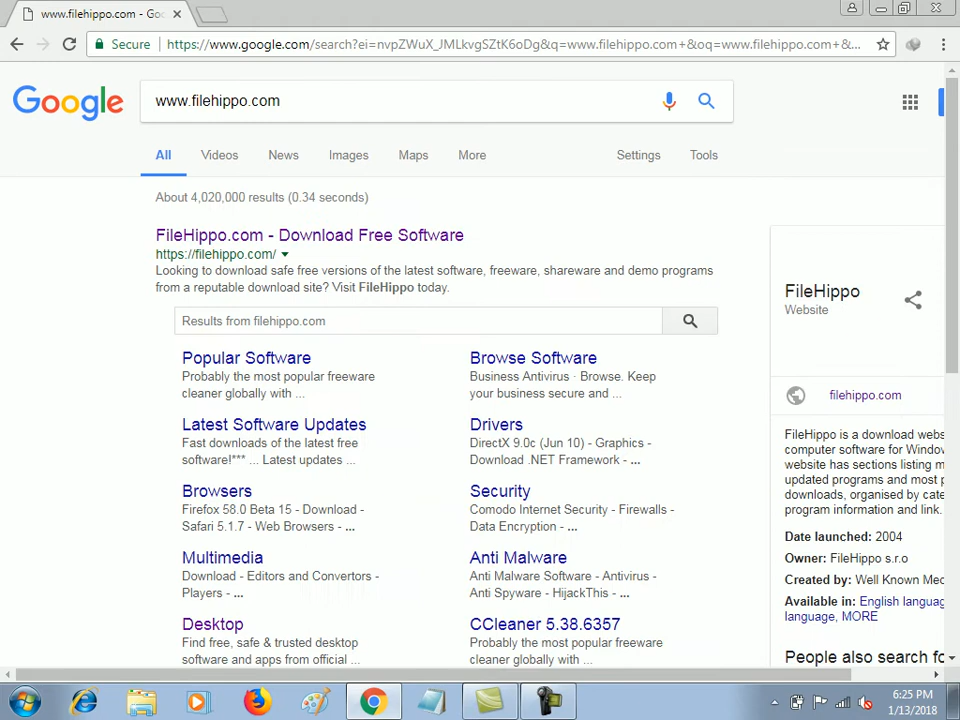 www.filehippo.com - Goo
Secure
https://www.google.com/search?ei=nvpZWuX_JMLkvgSZtK6oDg&q=www.filehippo.com+&oq=www.filehippo.com+&...
Google
www.filehippo.com
All Videos News Images Maps More Settings Tools
About 4,020,000 results (0.34 seconds)
FileHippo.com - Download Free Software
https://filehippo.com/
Looking to download safe free versions of the latest software, freeware, shareware and demo programs
from a reputable download site? Visit FileHippo today.
Results from filehippo.com
Popular Software
Probably the most popular freeware
cleaner globally with ...
Browse Software
Business Antivirus · Browse. Keep
your business secure and ...
Latest Software Updates
Fast downloads of the latest free
software!*** ... Latest updates ...
Drivers
DirectX 9.0c (Jun 10) - Graphics -
Download .NET Framework - ...
Browsers
Firefox 58.0 Beta 15 - Download -
Safari 5.1.7 - Web Browsers - ...
Security
Comodo Internet Security - Firewalls -
Data Encryption - ...
Multimedia
Download - Editors and Convertors -
Players - ...
Anti Malware
Anti Malware Software - Antivirus -
Anti Spyware - HijackThis - ...
Desktop
Find free, safe & trusted desktop
software and apps from official ...
CCleaner 5.38.6357
Probably the most popular freeware
cleaner globally with ...
FileHippo
Website
filehippo.com
FileHippo is a download webs
computer software for Window
website has sections listing m
updated programs and most p
downloads, organised by cate
program information and link.
Date launched: 2004
Owner: FileHippo s.r.o
Created by: Well Known Med
Available in: English languag
language, MORE
People also search fo
6:25 PM
1/13/2018